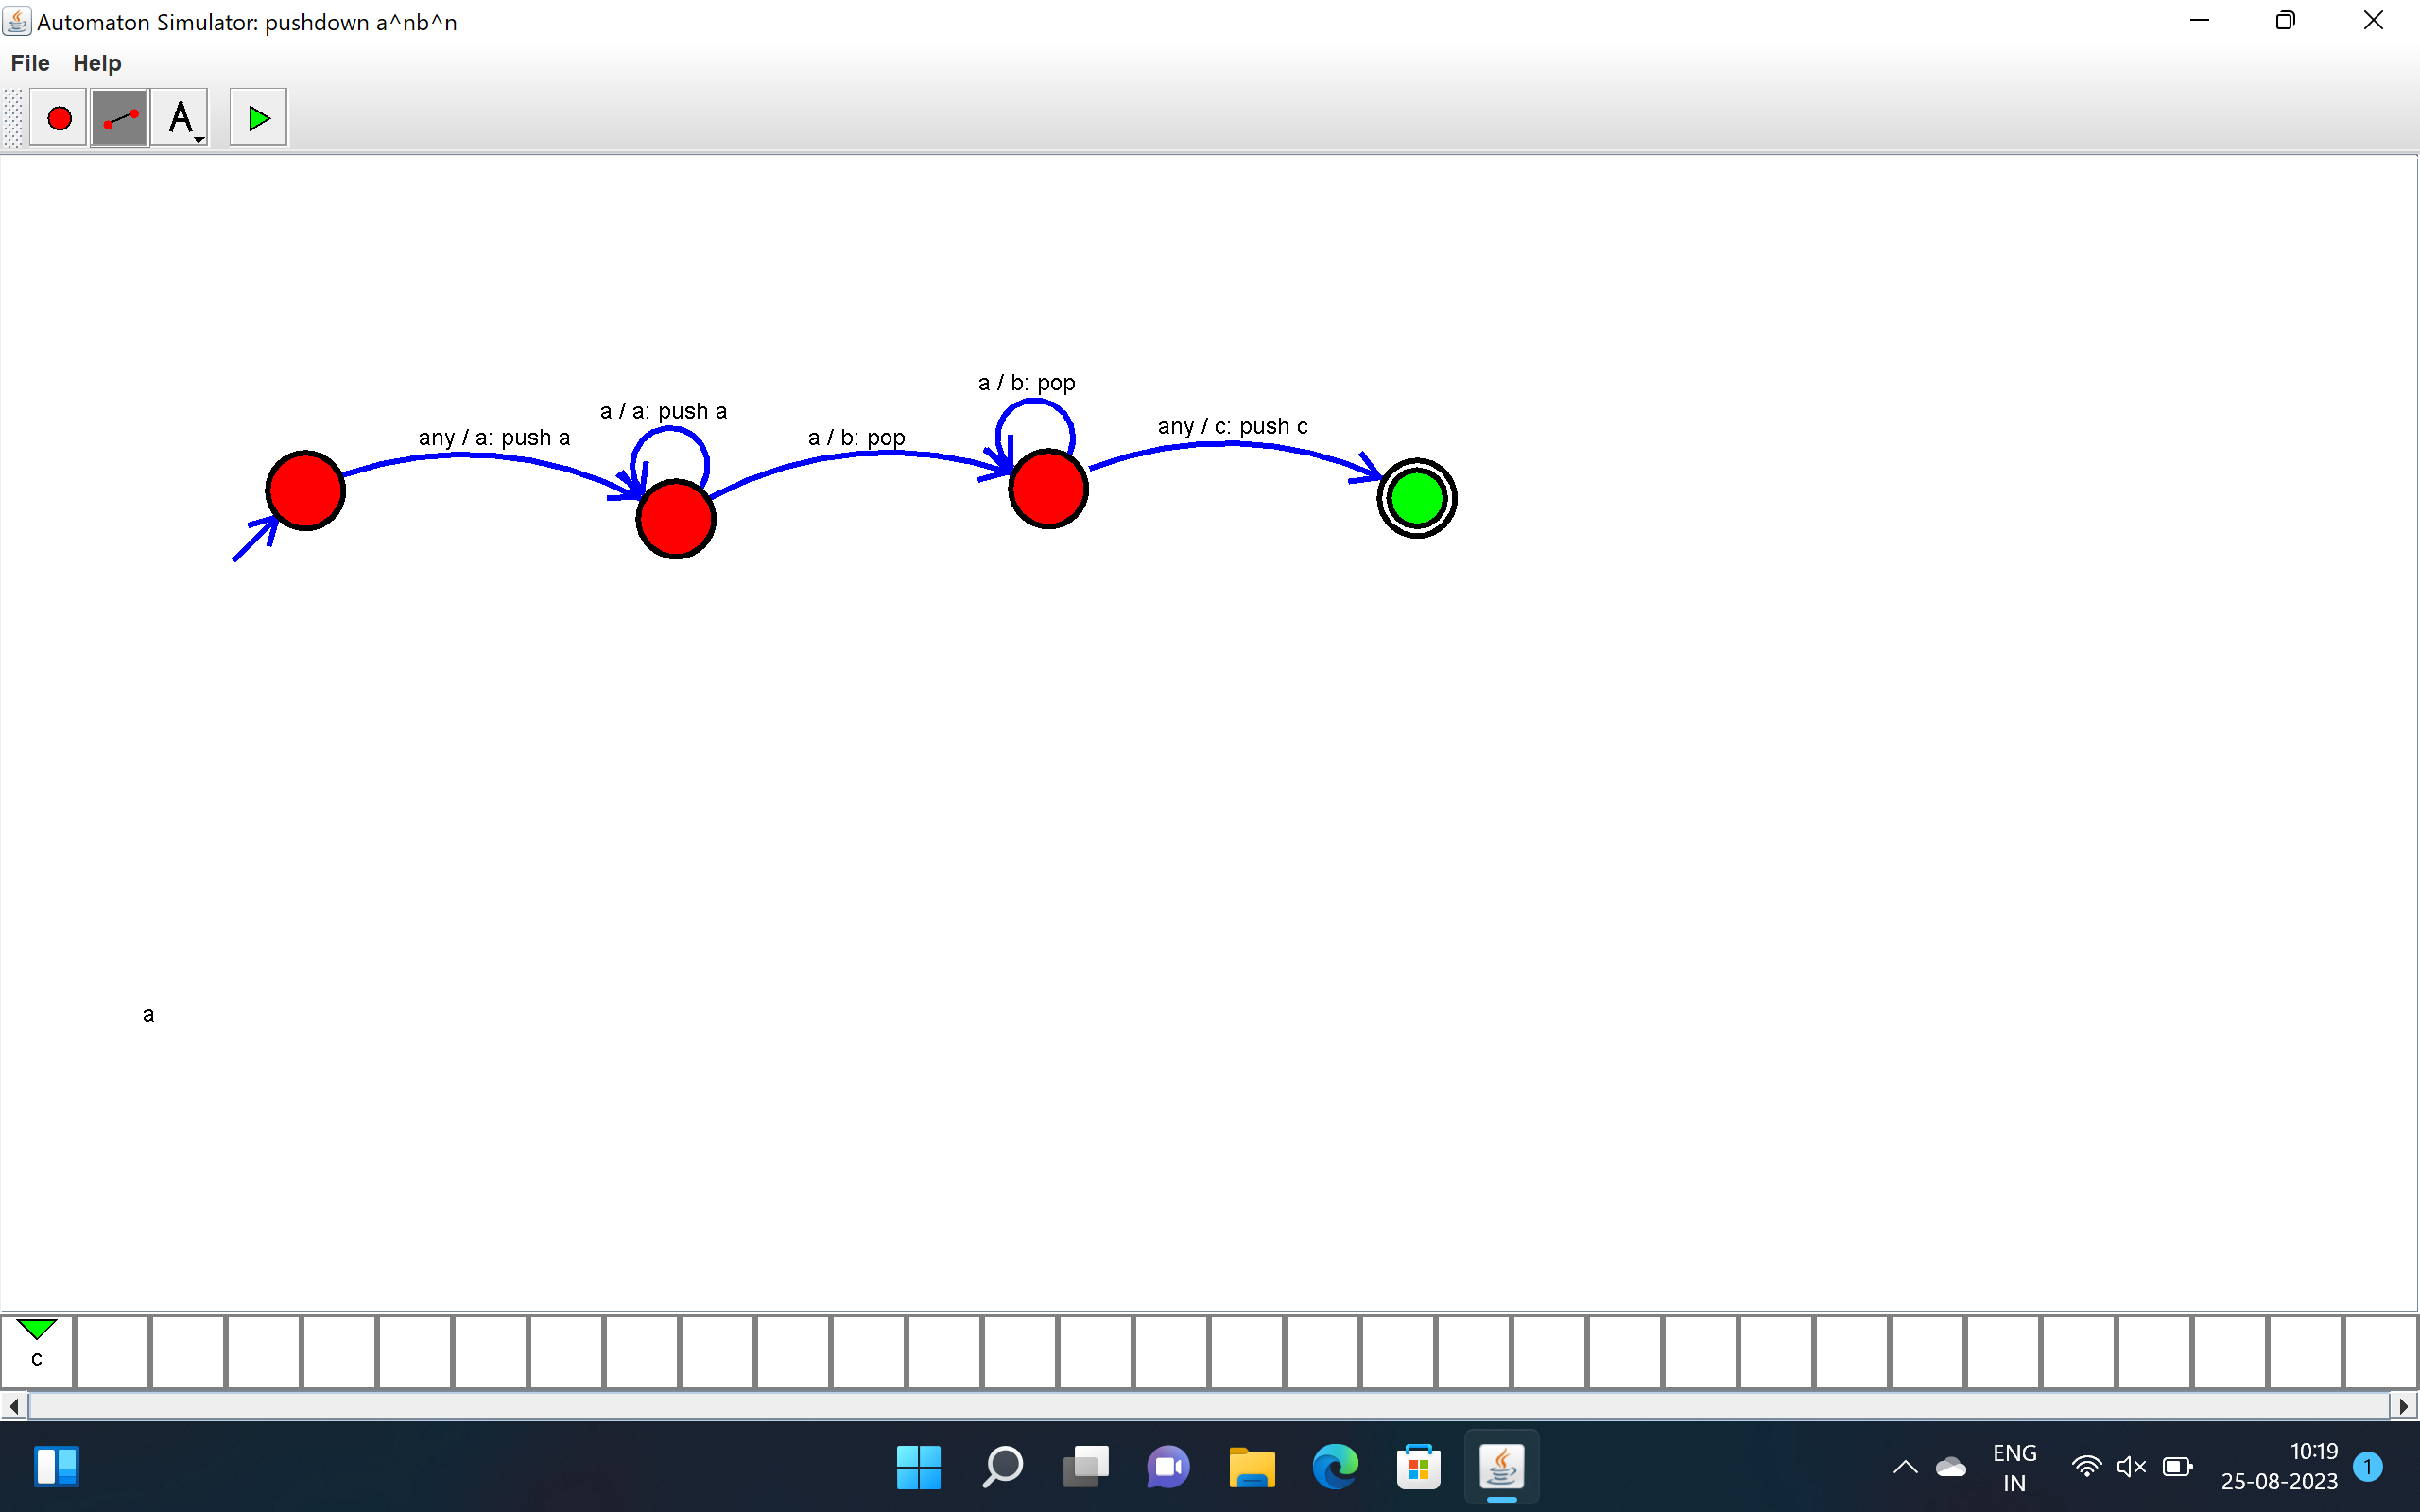 Automaton Simulator: pushdown a^nb^n
File Help
A
a / b: pop
a / a: push a
any / c: push c
any / a: push a
a / b: pop
a
c
ENG
IN
10:19
25-08-2023
1